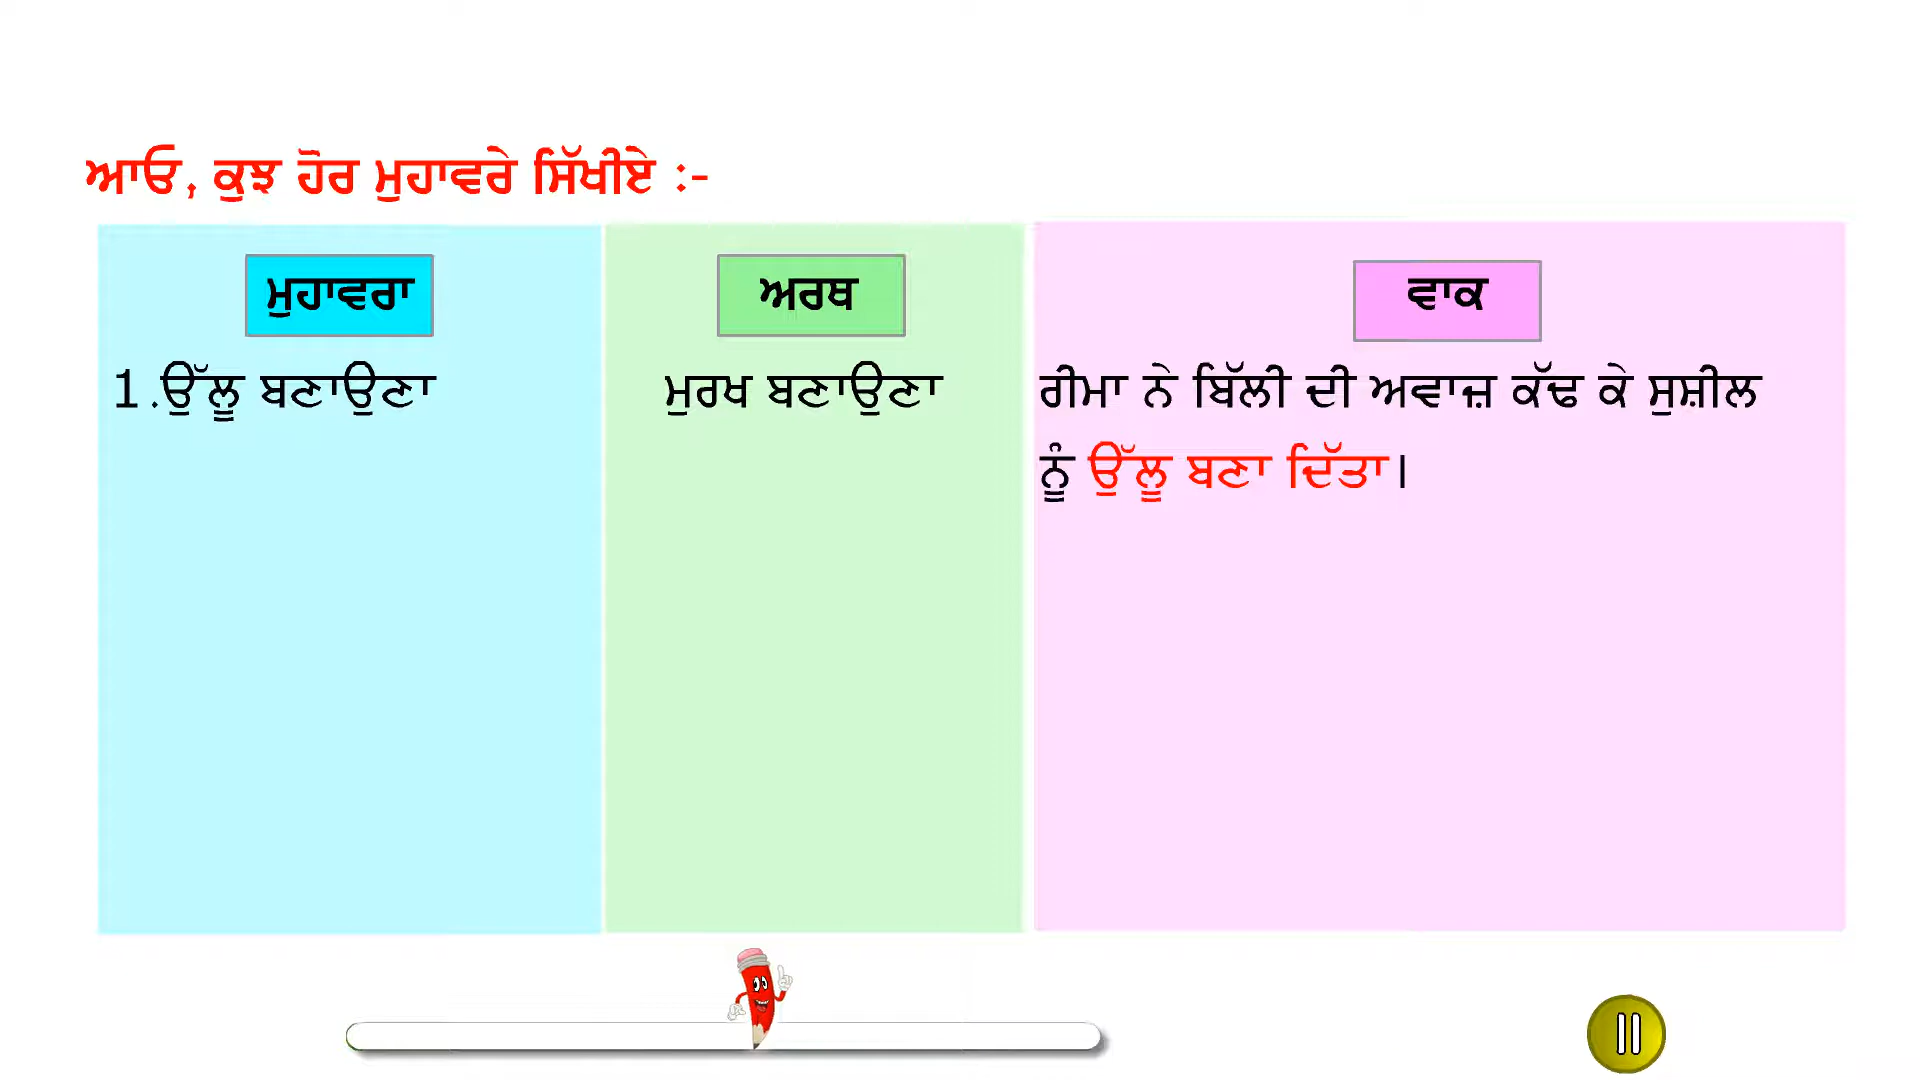 ਆਓ, ਕੁਝ ਹੋਰ ਮੁਹਾਵਰੇ ਸਿੱਖੀਏ :-
ਮੁਹਾਵਰਾ
ਅਰਥ
ਵਾਕ
1.ਉੱਲੂ ਬਣਾਉਣਾ
ਮੁਰਖ ਬਣਾਉਣਾ
ਰੀਮਾ ਨੇ ਬਿੱਲੀ ਦੀ ਅਵਾਜ਼ ਕੱਢ ਕੇ ਸੁਸ਼ੀਲ
ਨੂੰ ਉੱਲੂ ਬਣਾ ਦਿੱਤਾ।